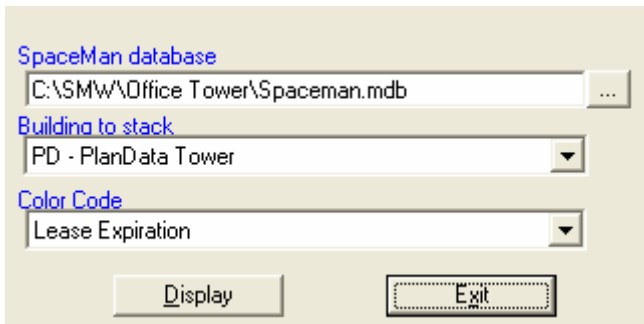 SpaceMan database
C:\SMW\Office Tower\Spaceman.mdb ...
Building to stack
PD - PlanData Tower
Color Code
Lease Expiration
Display Exit